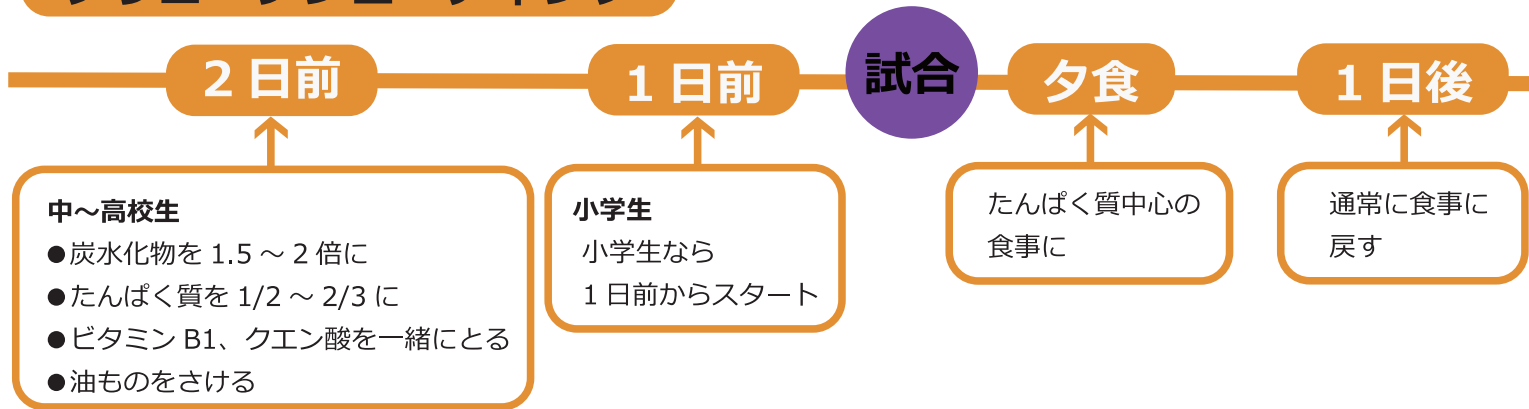 2日前
1日前
試合
夕食
1日後
中～高校生
●炭水化物を 1.5 ～ 2 倍に
●たんぱく質を 1/2 ～ 2/3 に
●ビタミン B1、クエン酸を一緒にとる
●油ものをさける
小学生
小学生なら
1 日前からスタート
たんぱく質中心の
食事に
通常に食事に
戻す